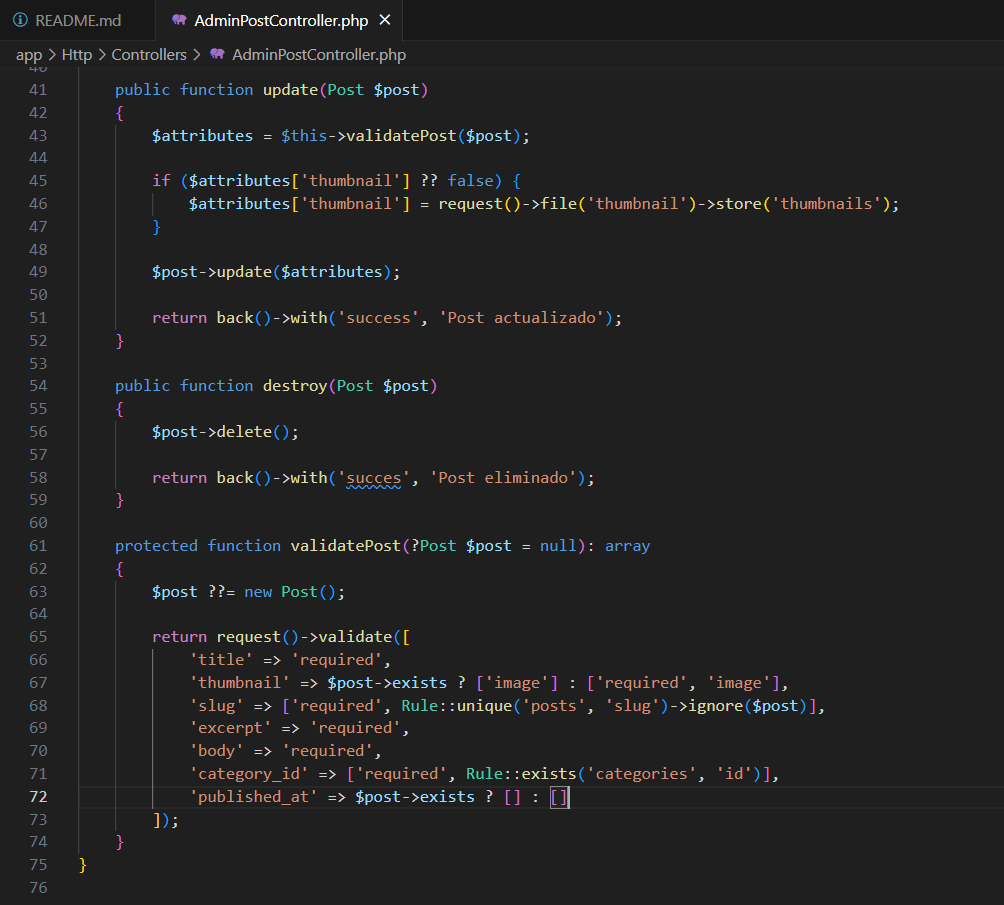 README.md AdminPostController.php
app > Http > Controllers > AdminPostController.php
40
41 public function update(Post $post)
42 {
43 $attributes = $this->validatePost($post);
44
45 if ($attributes['thumbnail'] ?? false) {
46 $attributes['thumbnail'] = request()->file('thumbnail')->store('thumbnails');
47 }
48
49 $post->update($attributes);
50
51 return back()->with('success', 'Post actualizado');
52 }
53
54 public function destroy(Post $post)
55 {
56 $post->delete();
57
58 return back()->with('succes', 'Post eliminado');
59 }
60
61 protected function validatePost(?Post $post = null): array
62 {
63 $post ??= new Post();
64
65 return request()->validate([
66 'title' => 'required',
67 'thumbnail' => $post->exists ? ['image'] : ['required', 'image'],
68 'slug' => ['required', Rule::unique('posts', 'slug')->ignore($post)],
69 'excerpt' => 'required',
70 'body' => 'required',
71 'category_id' => ['required', Rule::exists('categories', 'id')],
72 'published_at' => $post->exists ? [] : []
73 ]);
74 }
75 }
76